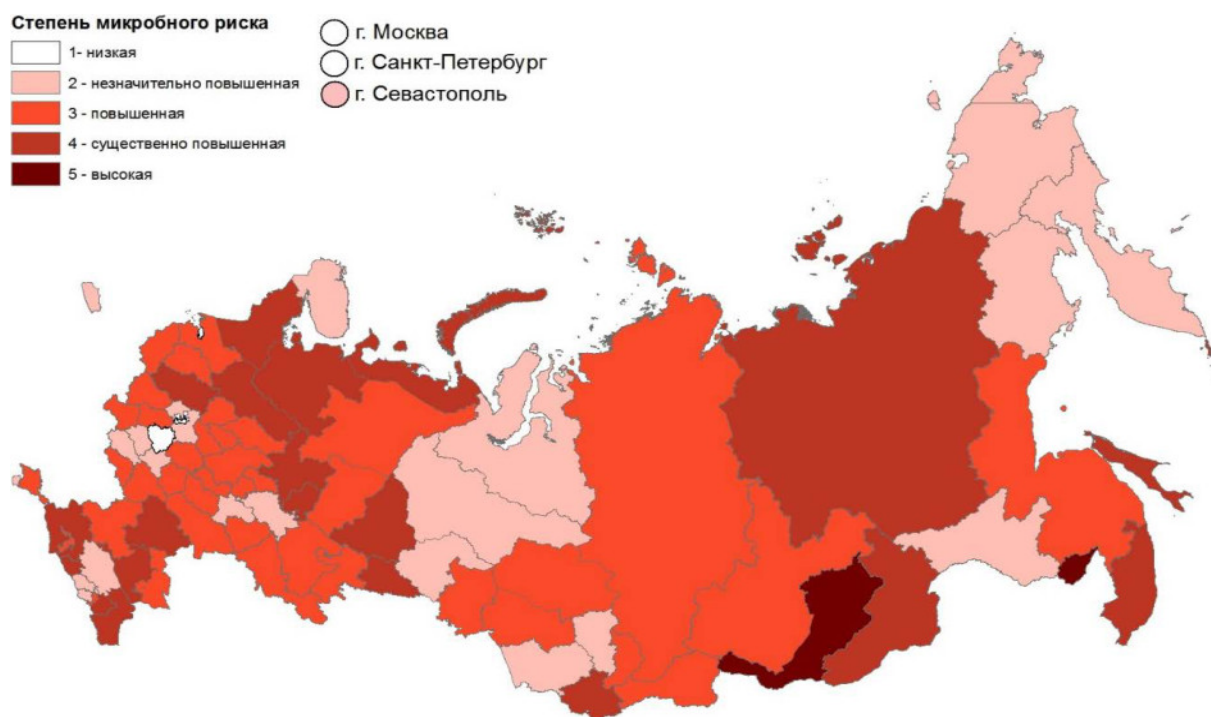 Степень микробного риска
1- низкая
2 - незначительно повышенная
3 - повышенная
4 - существенно повышенная
5 - высокая
г. Москва
г. Санкт-Петербург
г. Севастополь